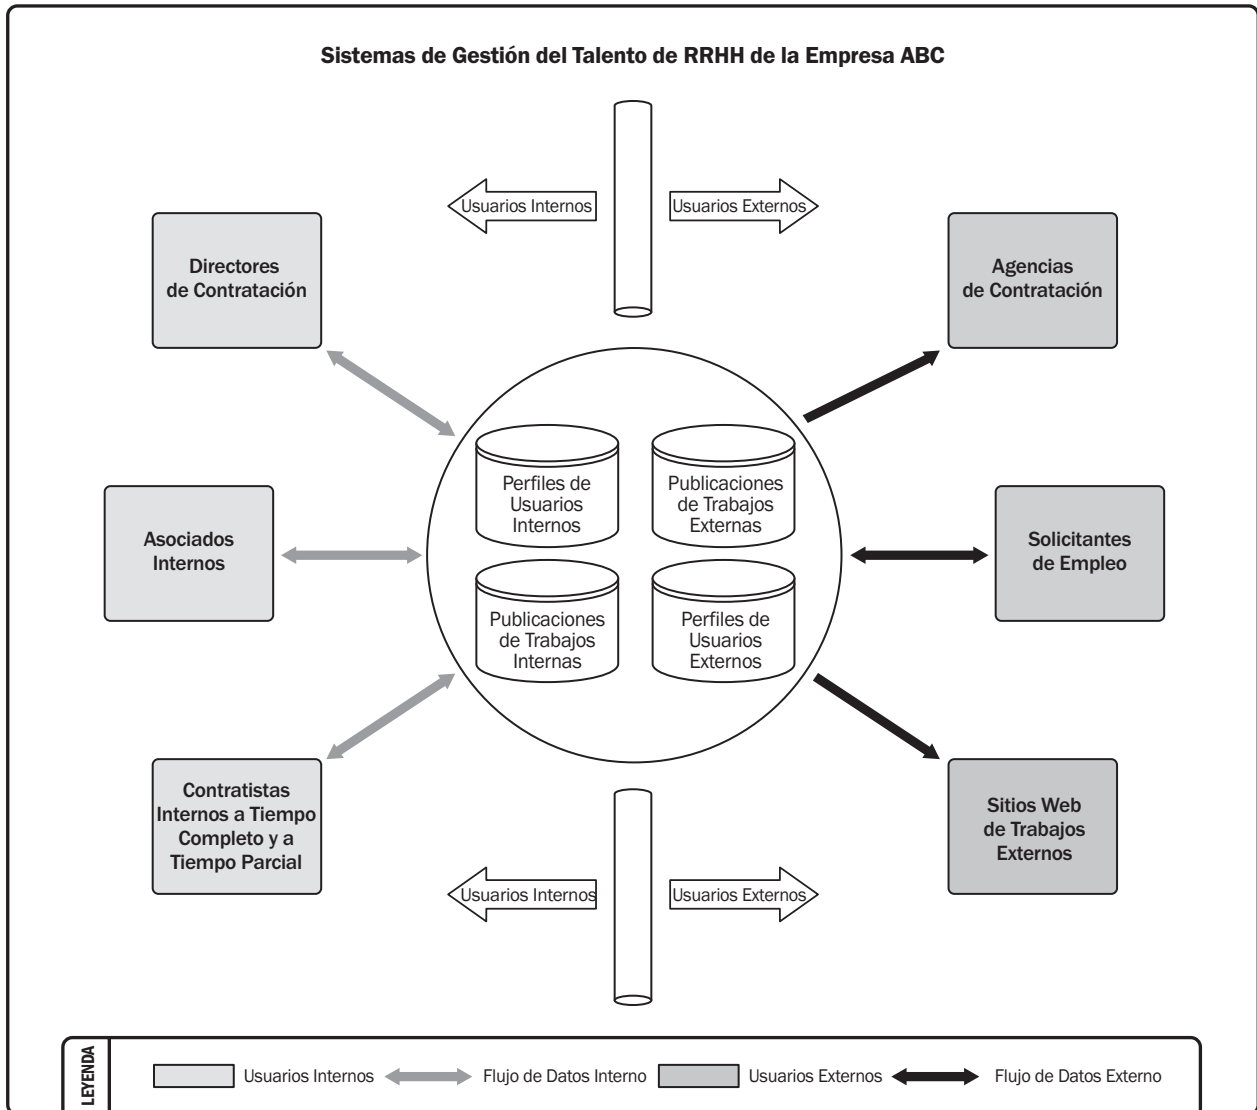 Sistemas de Gestión del Talento de RRHH de la Empresa ABC
Usuarios Internos
Usuarios Externos
Directores
de Contratación
Agencias
de Contratación
Perfiles de
Usuarios
Internos
Publicaciones
de Trabajos
Externas
Asociados
Internos
Solicitantes
de Empleo
Publicaciones
de Trabajos
Internas
Perfiles de
Usuarios
Externos
Contratistas
Internos a Tiempo
Completo y a
Tiempo Parcial
Sitios Web
de Trabajos
Externos
Usuarios Internos
Usuarios Externos
LEYENDA
Usuarios Internos
Flujo de Datos Interno
Usuarios Externos
Flujo de Datos Externo